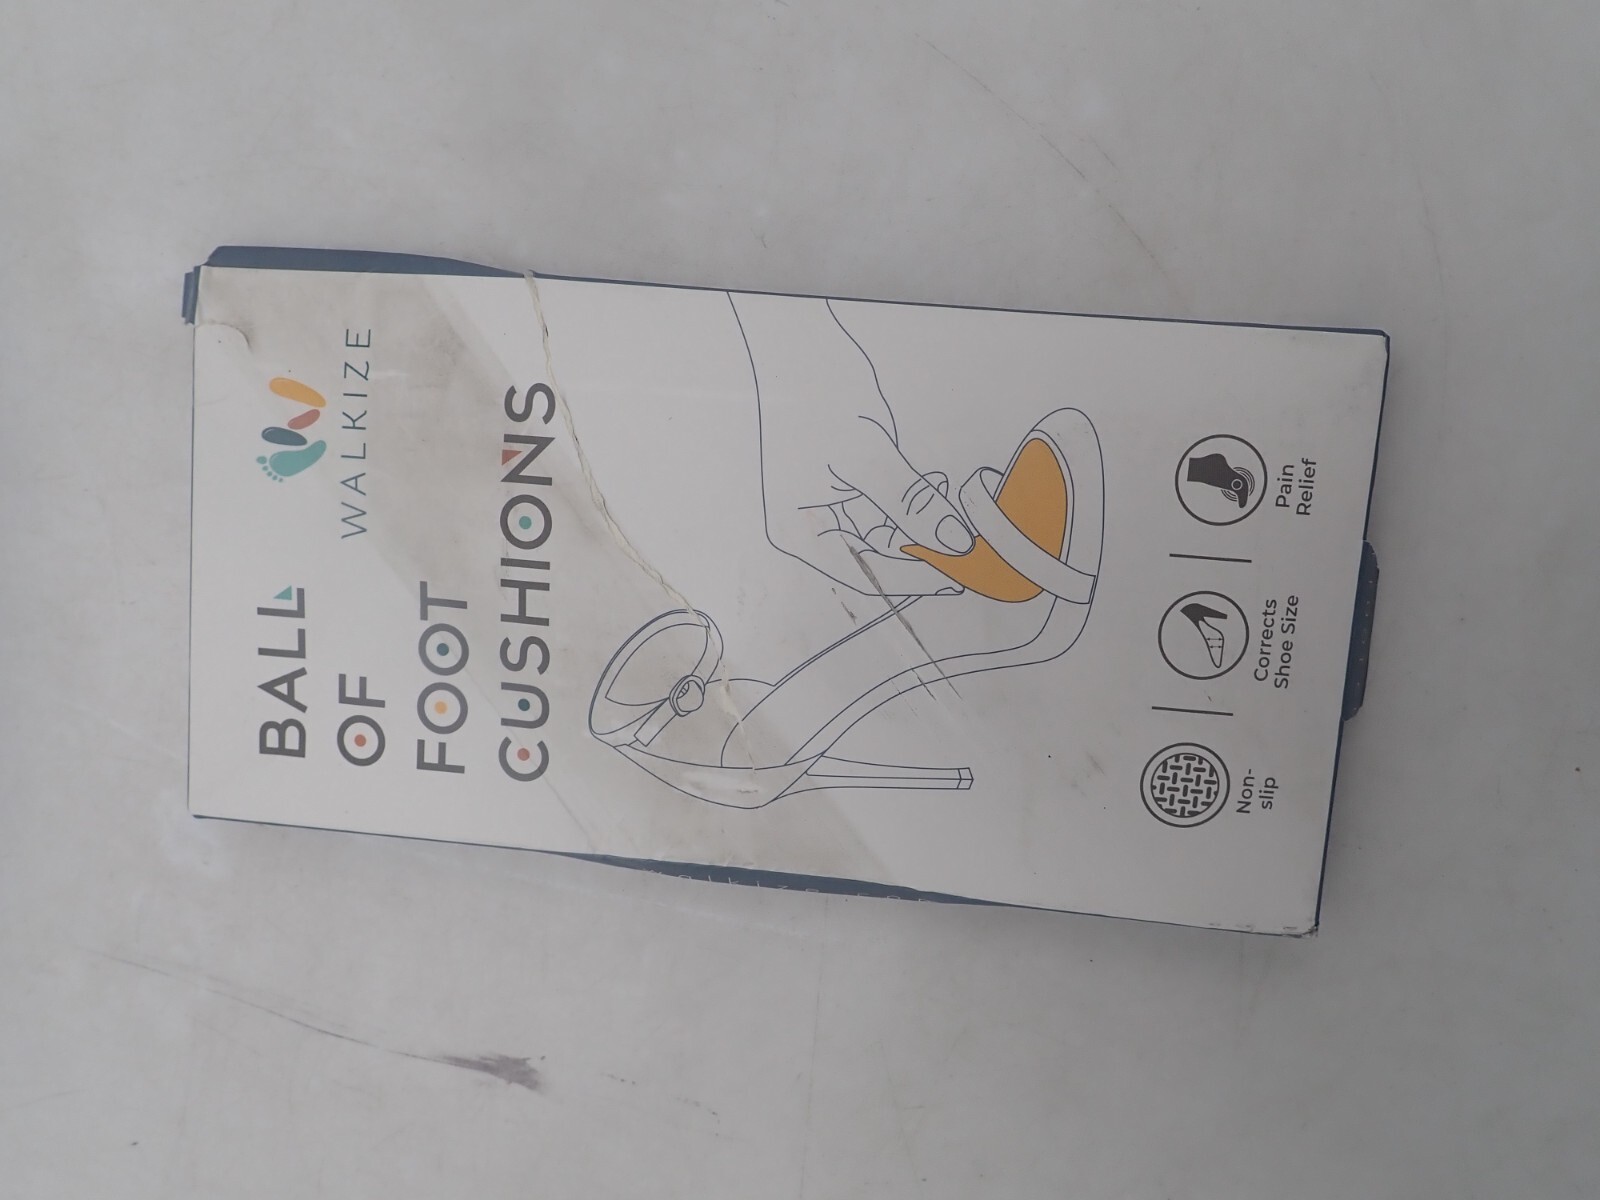 WALKIZE
BALL
OF
FOOT
CUSHIONS
Non-
slip
Corrects
Shoe Size
Pain
Relief